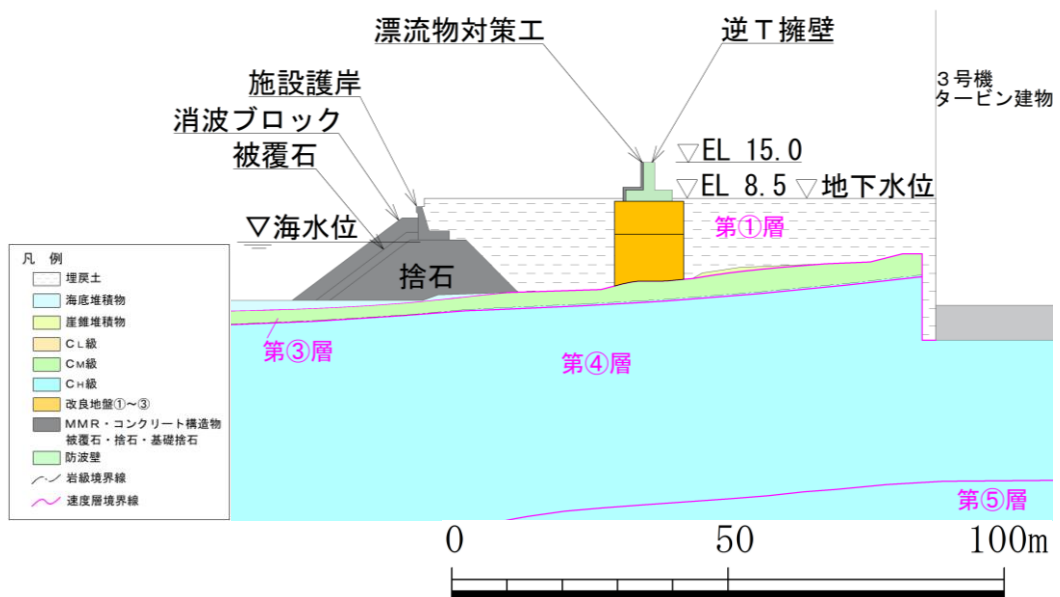 漂流物対策工
逆T擁壁
施設護岸
消波ブロック
被覆石
3号機
タービン建物
▽EL 15.0
▽EL 8.5 ▽地下水位
▽海水位
第①層
捨石
凡 例
埋戻土
海底堆積物
崖錐堆積物
CL級
CM級
CH級
改良地盤①~③
MMR・コンクリート構造物
被覆石・捨石・基礎捨石
防波壁
岩級境界線
速度層境界線
第③層
第④層
第⑤層
0 50 100m